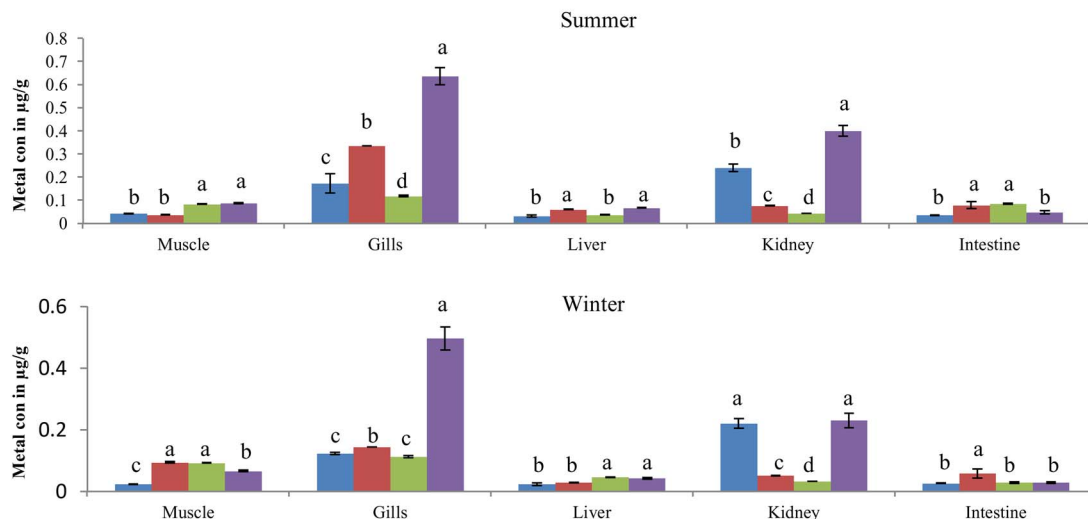 Summer
Metal con in µg/g
0.8
0.7
0.6
0.5
0.4
0.3
0.2
0.1
0
b b a a
c b d a
b a b a
b c d a
b a a b
Muscle Gills Liver Kidney Intestine
Winter
Metal con in µg/g
0.6
0.4
0.2
0
c a a b
c b c a
b b a a
a c d a
b a b b
Muscle Gills Liver Kidney Intestine